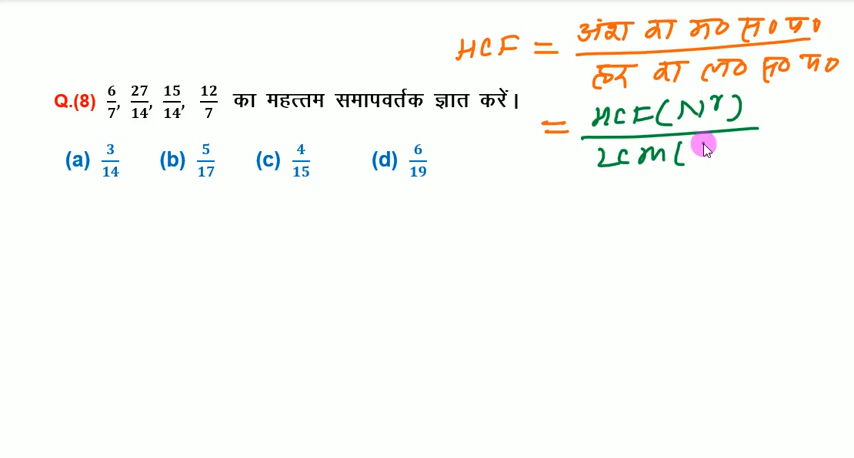 HCF = अंश का म० स० प० / हर का ल० स० प०
Q.(8) 6/7, 27/14, 15/14, 12/7 का महत्तम समापवर्तक ज्ञात करें।
= HCF(Nʳ) / LCM(
(a) 3/14 (b) 5/17 (c) 4/15 (d) 6/19